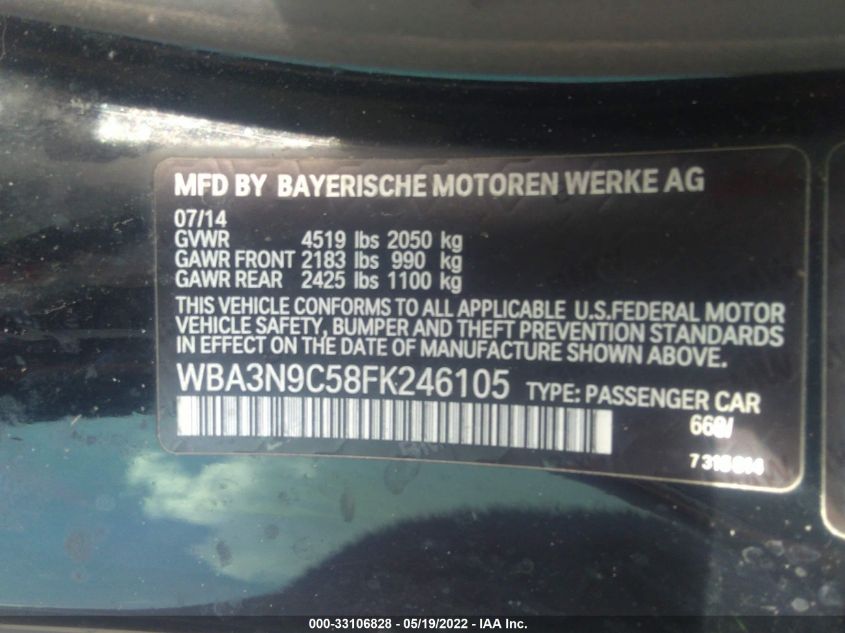 MFD BY BAYERISCHE MOTOREN WERKE AG
07/14
GVWR 4519 lbs 2050 kg
GAWR FRONT 2183 lbs 990 kg
GAWR REAR 2425 lbs 1100 kg
THIS VEHICLE CONFORMS TO ALL APPLICABLE U.S.FEDERAL MOTOR
VEHICLE SAFETY, BUMPER AND THEFT PREVENTION STANDARDS
IN EFFECT ON THE DATE OF MANUFACTURE SHOWN ABOVE.
WBA3N9C58FK246105 TYPE: PASSENGER CAR
000-33106828 - 05/19/2022 - IAA Inc.